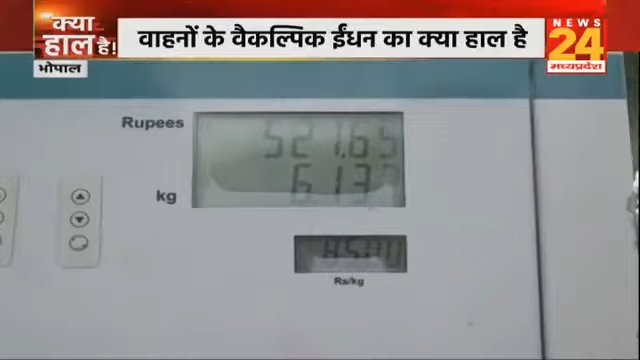 क्या
हाल है!
वाहनों के वैकल्पिक ईंधन का क्या हाल है
NEWS
24
मध्यप्रदेश
भोपाल
Rupees
521.65
kg
6.137
85.00
Rs/kg